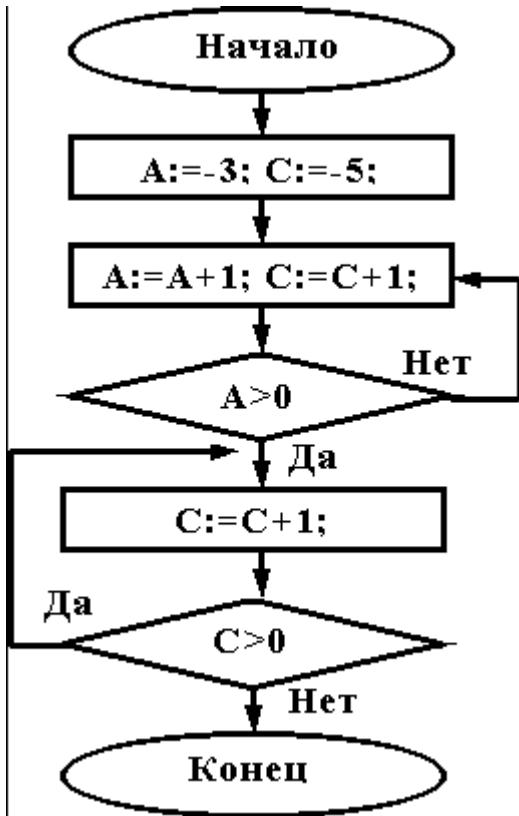 Начало
A:=-3; C:=-5;
A:=A+1; C:=C+1;
Нет
A>0
Да
C:=C+1;
Да
C>0
Нет
Конец